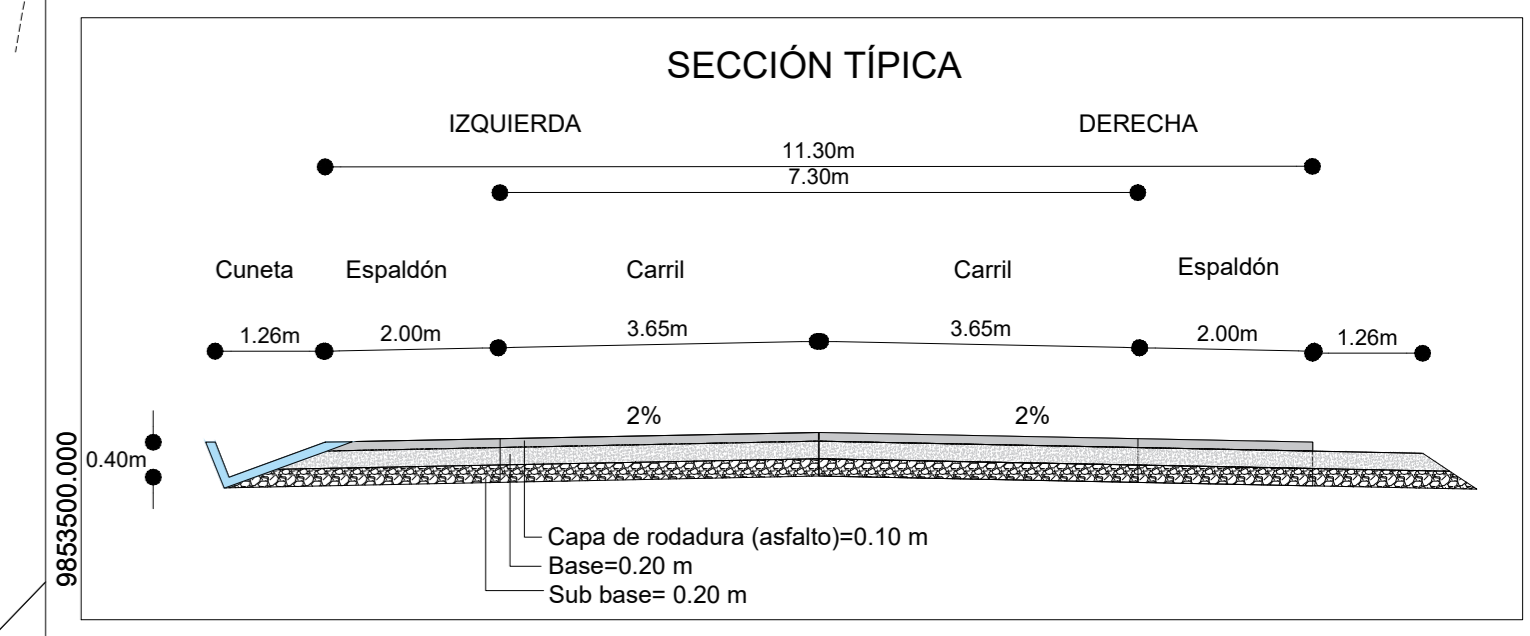 SECCIÓN TÍPICA
IZQUIERDA DERECHA
11.30m
7.30m
Cuneta Espaldón Carril Carril Espaldón
1.26m 2.00m 3.65m 3.65m 2.00m 1.26m
2% 2%
0.40m
9853500.000
Capa de rodadura (asfalto)=0.10 m
Base=0.20 m
Sub base= 0.20 m